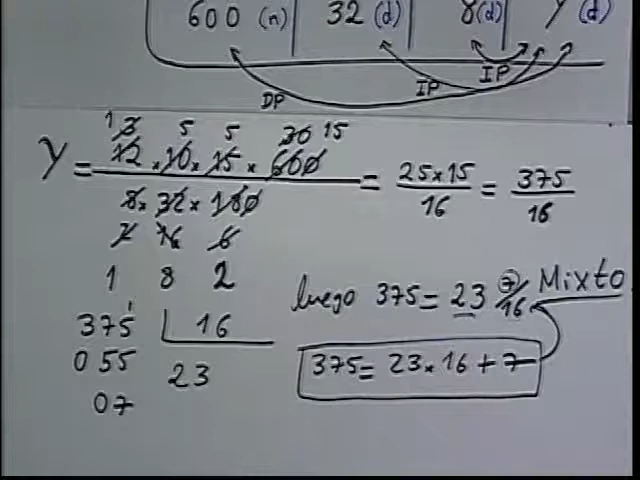 600 (n) 32 (d) 8 (d) y (d)
DP IP IP
1 3 5 5 30 15
y = 12 × 10 × 15 × 600 / 8 × 32 × 180 = 25 × 15 / 16 = 375 / 16
2 16 6
1 8 2
luego 375 = 23 7/16 Mixto
375 16
055 23
07
375 = 23 × 16 + 7